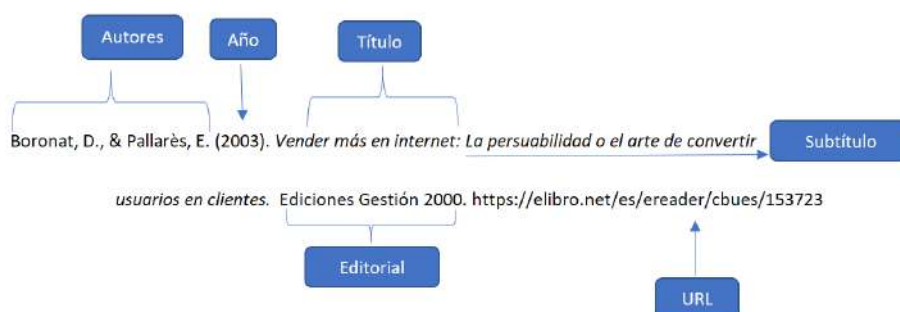 Autores Año Título
Boronat, D., & Pallarès, E. (2003). Vender más en internet: La persuabilidad o el arte de convertir
Subtítulo
usuarios en clientes. Ediciones Gestión 2000. https://elibro.net/es/ereader/cbues/153723
Editorial
URL